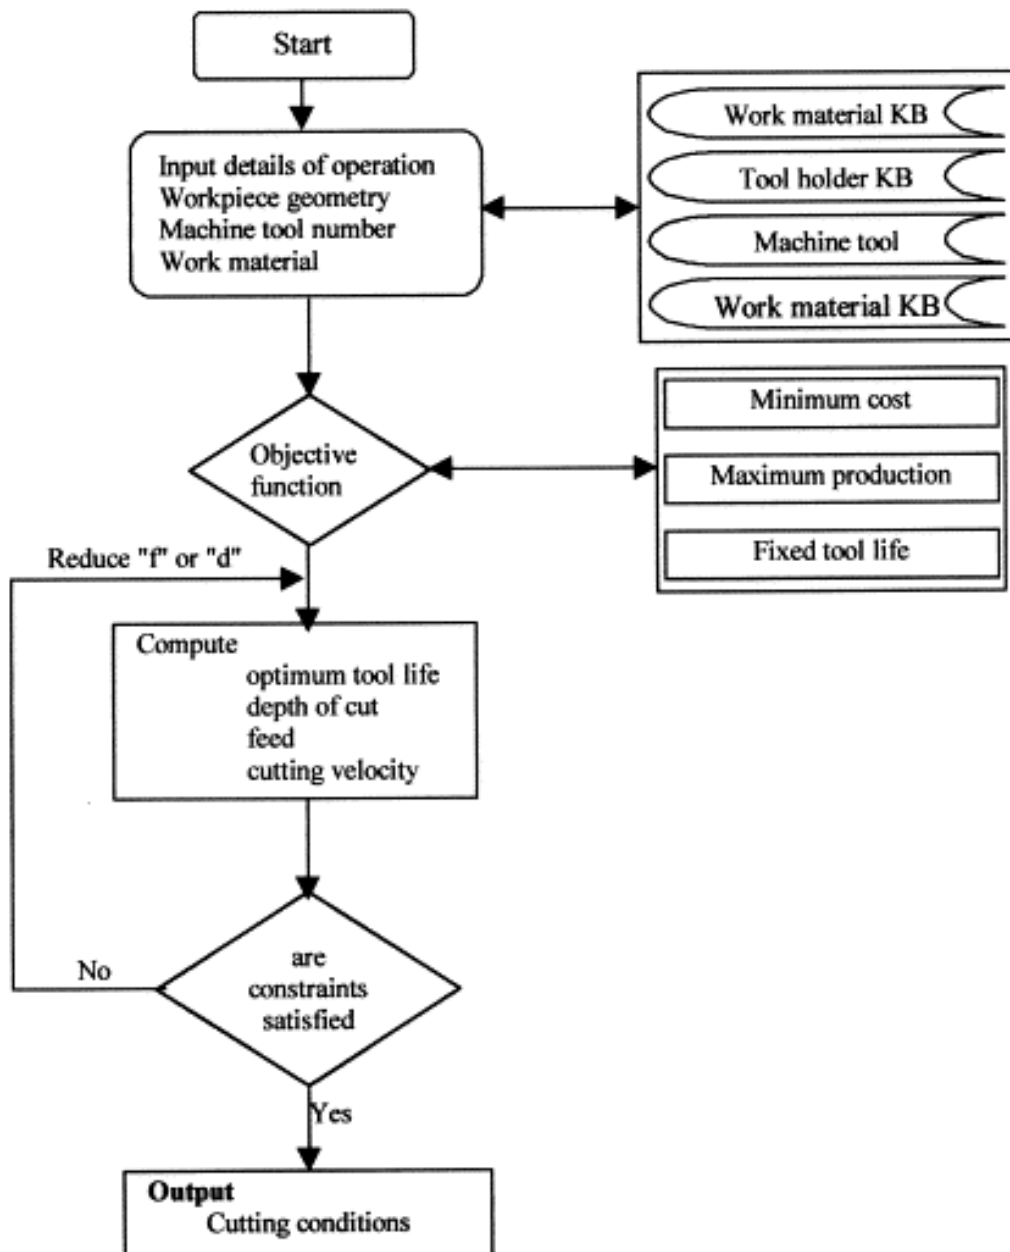 Start
Input details of operation
Workpiece geometry
Machine tool number
Work material
Work material KB
Tool holder KB
Machine tool
Work material KB
Objective
function
Minimum cost
Maximum production
Fixed tool life
Reduce "f" or "d"
Compute
optimum tool life
depth of cut
feed
cutting velocity
are
constraints
satisfied
No
Yes
Output
Cutting conditions